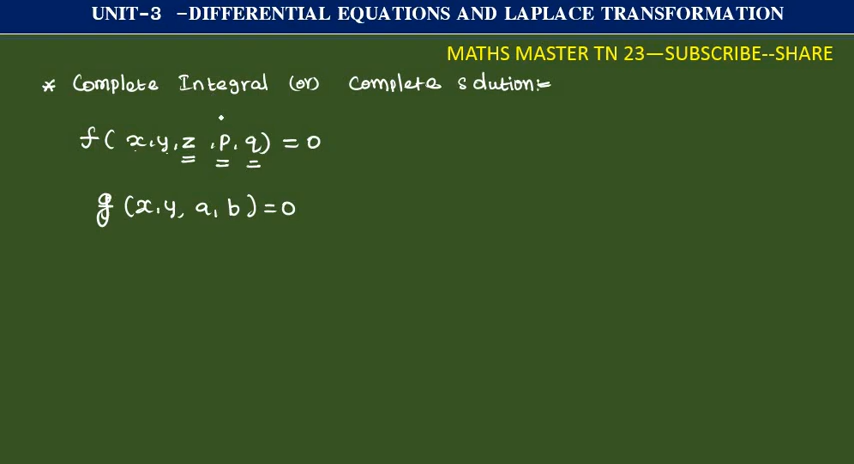 UNIT-3 -DIFFERENTIAL EQUATIONS AND LAPLACE TRANSFORMATION
MATHS MASTER TN 23—SUBSCRIBE--SHARE
* Complete Integral (or) Complete Solution:-
f( x, y, z, p, q) = 0
g (x, y, a, b) = 0